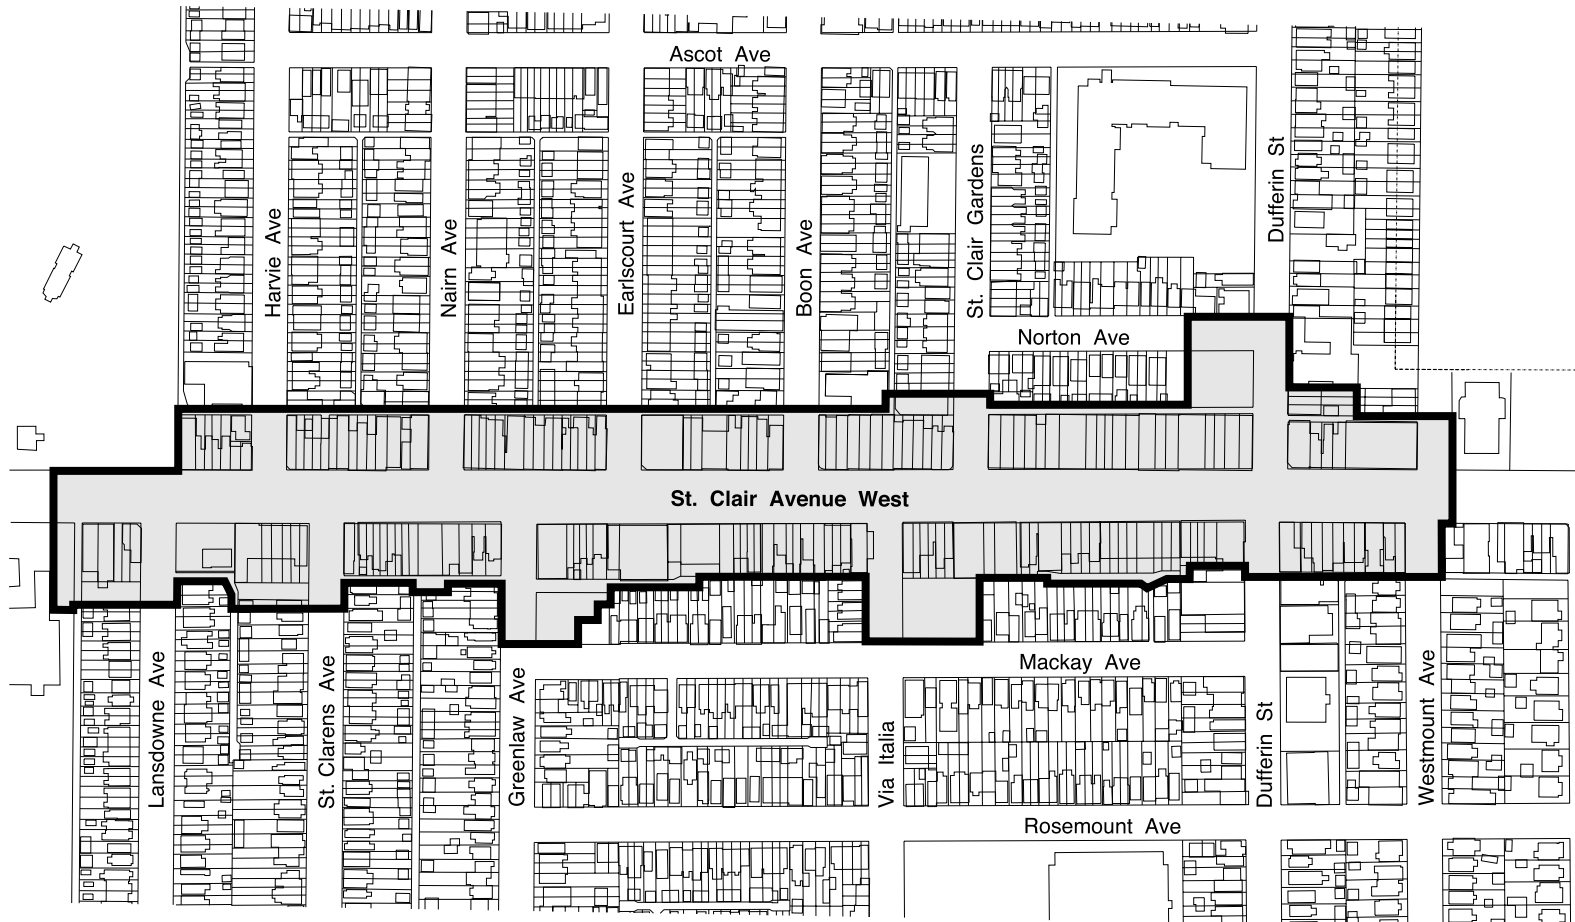 Ascot Ave
Harvie Ave
Nairn Ave
Earlscourt Ave
Boon Ave
St. Clair Gardens
Dufferin St
Norton Ave
St. Clair Avenue West
Mackay Ave
Lansdowne Ave
St. Clarens Ave
Greenlaw Ave
Via Italia
Dufferin St
Westmount Ave
Rosemount Ave